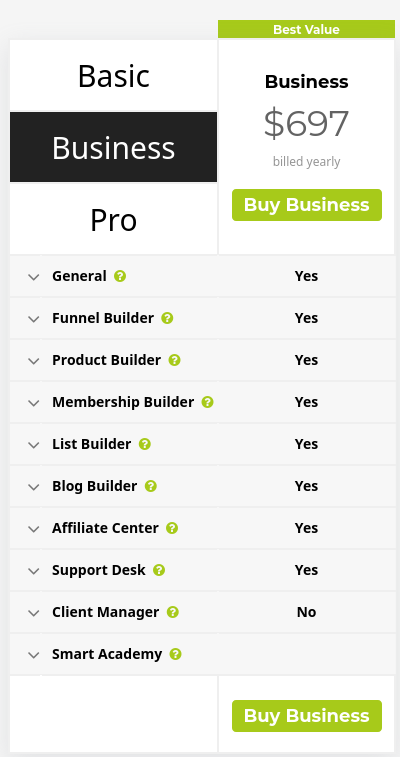 Best Value
Basic
Business
Pro
Business
$697
billed yearly
Buy Business
General ? Yes
Funnel Builder ? Yes
Product Builder ? Yes
Membership Builder ? Yes
List Builder ? Yes
Blog Builder ? Yes
Affiliate Center ? Yes
Support Desk ? Yes
Client Manager ? No
Smart Academy ?
Buy Business